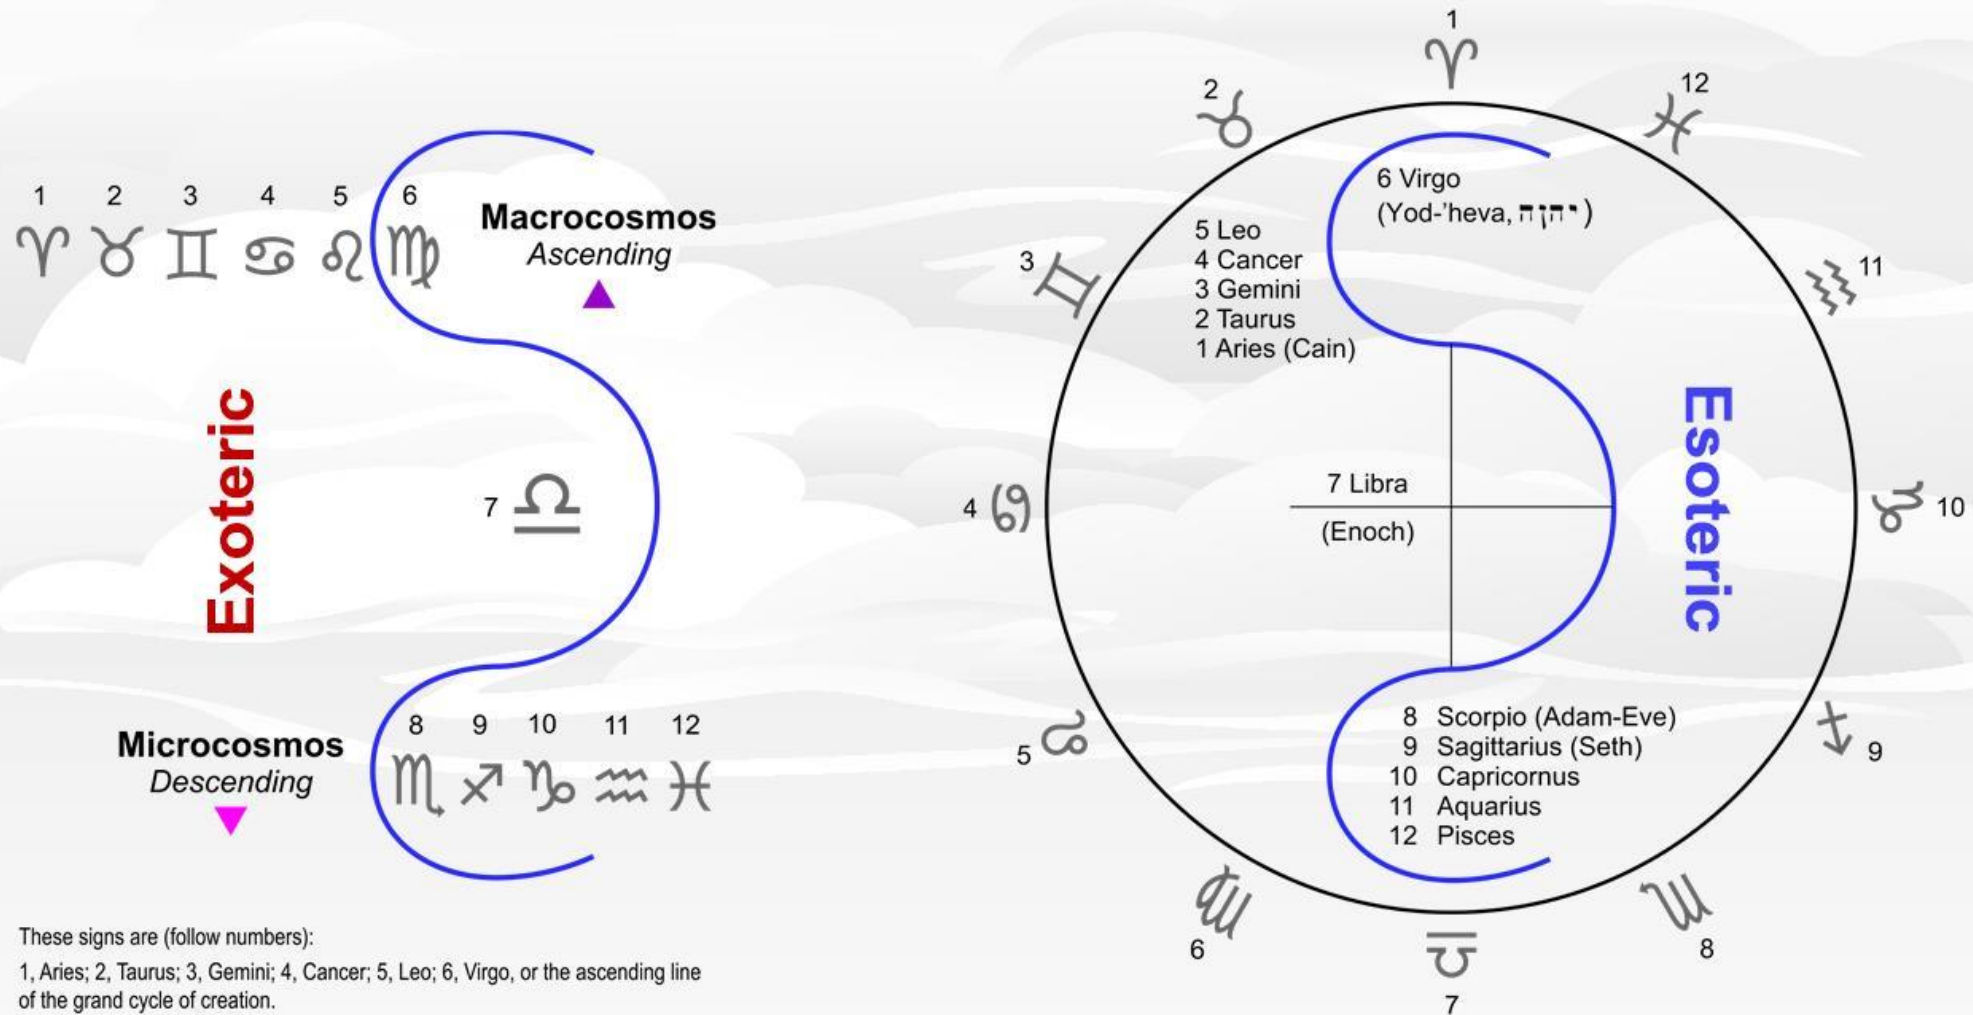 1 2 3 4 5 6
♈ ♉ ♊ ♋ ♌ ♍
Macrocosmos
Ascending
Exoteric
7 ♎
Microcosmos
Descending
8 9 10 11 12
♏ ♐ ♑ ♒ ♓
These signs are (follow numbers):
1, Aries; 2, Taurus; 3, Gemini; 4, Cancer; 5, Leo; 6, Virgo, or the ascending line
of the grand cycle of creation.
1 ♈
2 ♉
3 ♊
4 ♋
5 ♌
6 ♍
7 ♎
8 ♏
9 ♐
10 ♑
11 ♒
12 ♓
6 Virgo
(Yod-'heva, יהוה)
5 Leo
4 Cancer
3 Gemini
2 Taurus
1 Aries (Cain)
7 Libra
(Enoch)
8 Scorpio (Adam-Eve)
9 Sagittarius (Seth)
10 Capricornus
11 Aquarius
12 Pisces
Esoteric